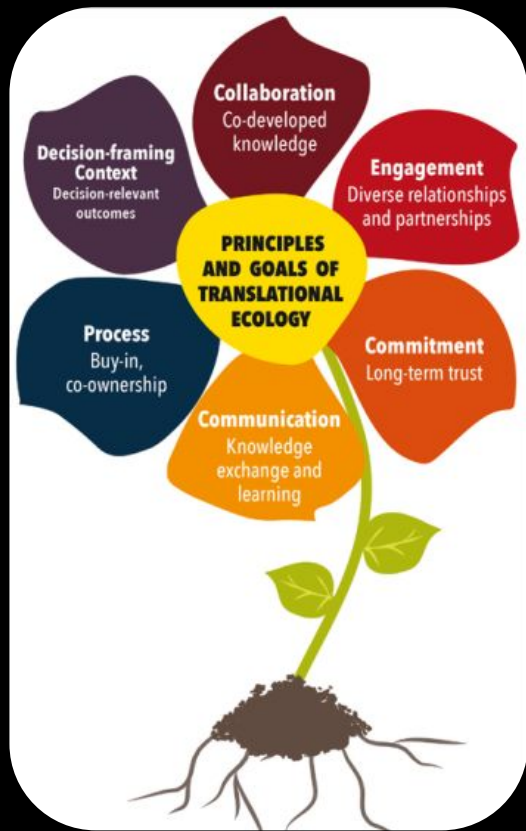 Collaboration
Co-developed
knowledge
Engagement
Diverse relationships
and partnerships
Commitment
Long-term trust
Communication
Knowledge
exchange and
learning
Process
Buy-in,
co-ownership
Decision-framing
Context
Decision-relevant
outcomes
PRINCIPLES
AND GOALS OF
TRANSLATIONAL
ECOLOGY